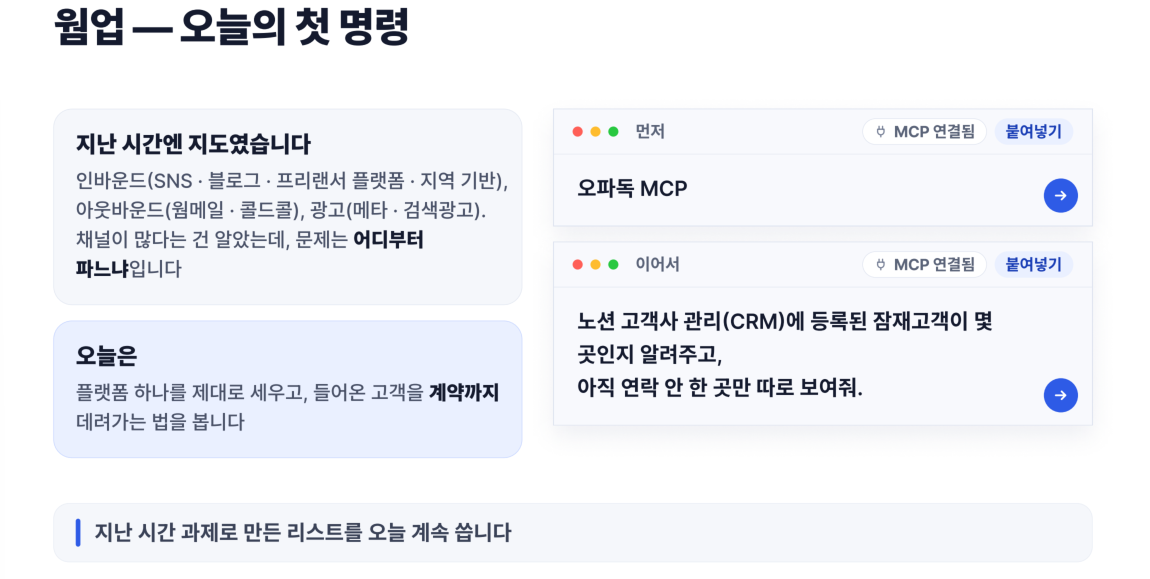 웜업 — 오늘의 첫 명령
지난 시간엔 지도였습니다
인바운드(SNS · 블로그 · 프리랜서 플랫폼 · 지역 기반),
아웃바운드(웜메일 · 콜드콜), 광고(메타 · 검색광고).
채널이 많다는 건 알았는데, 문제는 어디부터
파느냐입니다
오늘은
플랫폼 하나를 제대로 세우고, 들어온 고객을 계약까지
데려가는 법을 봅니다
먼저 MCP 연결됨 붙여넣기
오파독 MCP
이어서 MCP 연결됨 붙여넣기
노션 고객사 관리(CRM)에 등록된 잠재고객이 몇
곳인지 알려주고,
아직 연락 안 한 곳만 따로 보여줘.
지난 시간 과제로 만든 리스트를 오늘 계속 씁니다